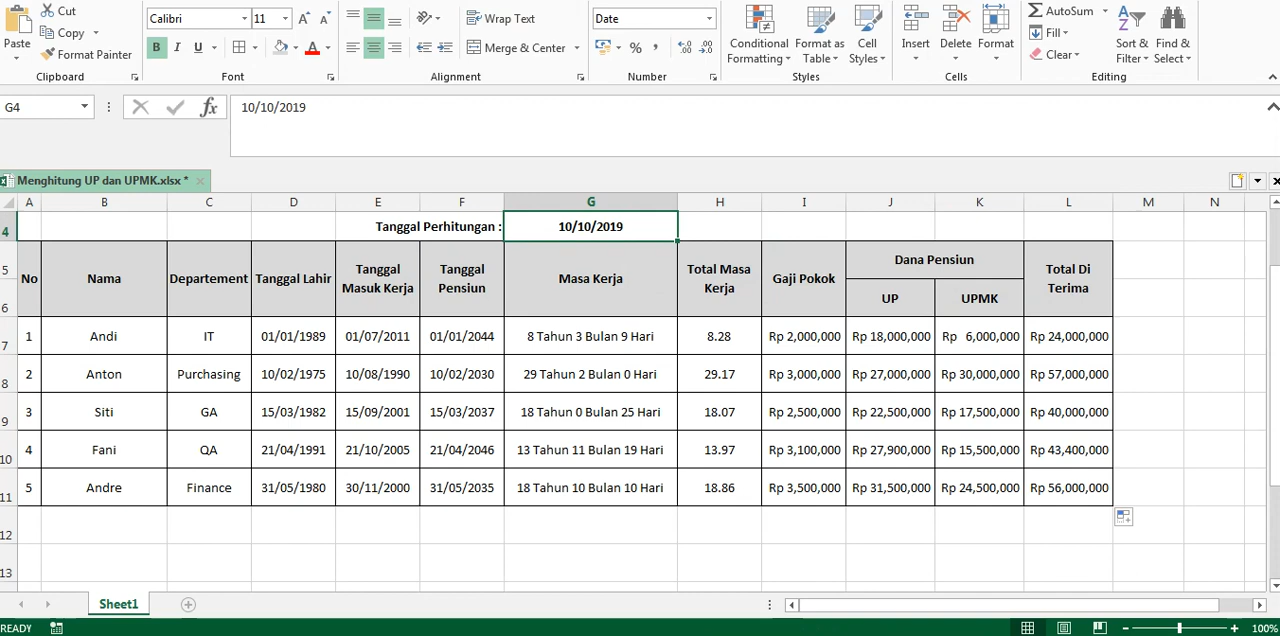 Cut
Copy
Format Painter
Paste
Clipboard
Calibri 11
B I U
Font
Wrap Text
Merge & Center
Alignment
Date
%
Number
Conditional Formatting
Format as Table
Cell Styles
Styles
Insert
Delete
Format
Cells
AutoSum
Fill
Clear
Sort & Filter
Find & Select
Editing
G4 fx 10/10/2019
Menghitung UP dan UPMK.xlsx *
A B C D E F G H I J K L M N
4 Tanggal Perhitungan : 10/10/2019
5 No Nama Departement Tanggal Lahir Tanggal Masuk Kerja Tanggal Pensiun Masa Kerja Total Masa Kerja Gaji Pokok Dana Pensiun Total Di Terima
6 UP UPMK
7 1 Andi IT 01/01/1989 01/07/2011 01/01/2044 8 Tahun 3 Bulan 9 Hari 8.28 Rp 2,000,000 Rp 18,000,000 Rp 6,000,000 Rp 24,000,000
8 2 Anton Purchasing 10/02/1975 10/08/1990 10/02/2030 29 Tahun 2 Bulan 0 Hari 29.17 Rp 3,000,000 Rp 27,000,000 Rp 30,000,000 Rp 57,000,000
9 3 Siti GA 15/03/1982 15/09/2001 15/03/2037 18 Tahun 0 Bulan 25 Hari 18.07 Rp 2,500,000 Rp 22,500,000 Rp 17,500,000 Rp 40,000,000
10 4 Fani QA 21/04/1991 21/10/2005 21/04/2046 13 Tahun 11 Bulan 19 Hari 13.97 Rp 3,100,000 Rp 27,900,000 Rp 15,500,000 Rp 43,400,000
11 5 Andre Finance 31/05/1980 30/11/2000 31/05/2035 18 Tahun 10 Bulan 10 Hari 18.86 Rp 3,500,000 Rp 31,500,000 Rp 24,500,000 Rp 56,000,000
12
13
Sheet1
READY 100%